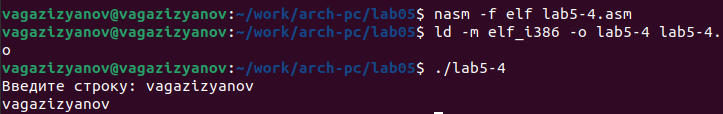 vagazizyanov@vagazizyanov:~/work/arch-pc/lab05$ nasm -f elf lab5-4.asm
vagazizyanov@vagazizyanov:~/work/arch-pc/lab05$ ld -m elf_i386 -o lab5-4 lab5-4.
o
vagazizyanov@vagazizyanov:~/work/arch-pc/lab05$ ./lab5-4
Введите строку: vagazizyanov
vagazizyanov